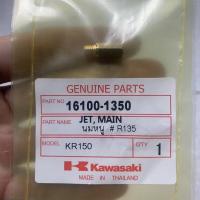 GENUINE PARTS
PART NO. 16100-1350
PART NAME JET, MAIN
นมหนู # R135
MODEL KR150 QTY 1
Kawasaki
MADE IN THAILAND